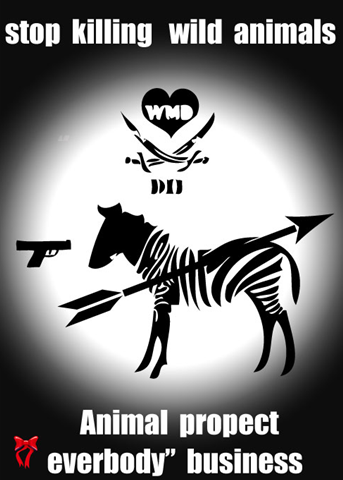 stop killing wild animals
WMD
DD
Animal propect
everbody” business